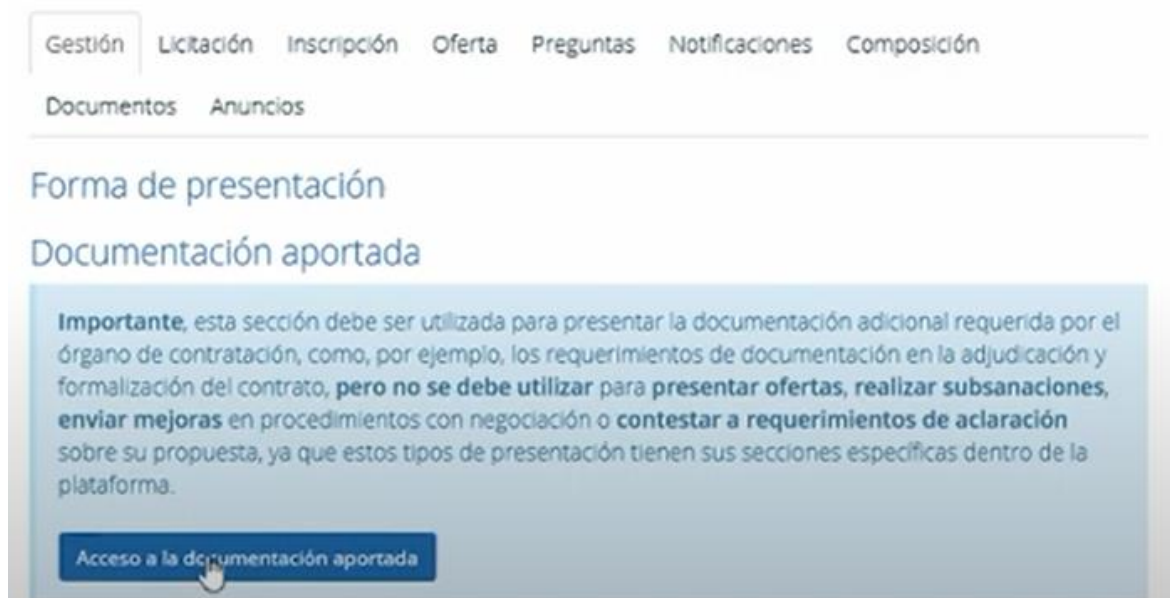 Gestión Licitación Inscripción Oferta Preguntas Notificaciones Composición
Documentos Anuncios
Forma de presentación
Documentación aportada
Importante, esta sección debe ser utilizada para presentar la documentación adicional requerida por el
órgano de contratación, como, por ejemplo, los requerimientos de documentación en la adjudicación y
formalización del contrato, pero no se debe utilizar para presentar ofertas, realizar subsanaciones,
enviar mejoras en procedimientos con negociación o contestar a requerimientos de aclaración
sobre su propuesta, ya que estos tipos de presentación tienen sus secciones específicas dentro de la
plataforma.
Acceso a la documentación aportada